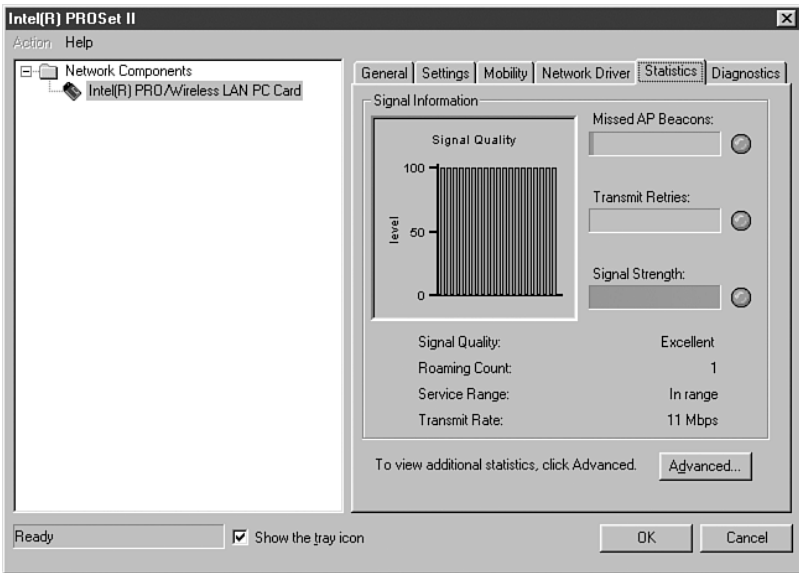 Intel(R) PROSet II
Action Help
Network Components
Intel(R) PRO/Wireless LAN PC Card
General Settings Mobility Network Driver Statistics Diagnostics
Signal Information
Signal Quality
100
level
50
0
Missed AP Beacons:
Transmit Retries:
Signal Strength:
Signal Quality: Excellent
Roaming Count: 1
Service Range: In range
Transmit Rate: 11 Mbps
To view additional statistics, click Advanced. Advanced...
Ready Show the tray icon OK Cancel